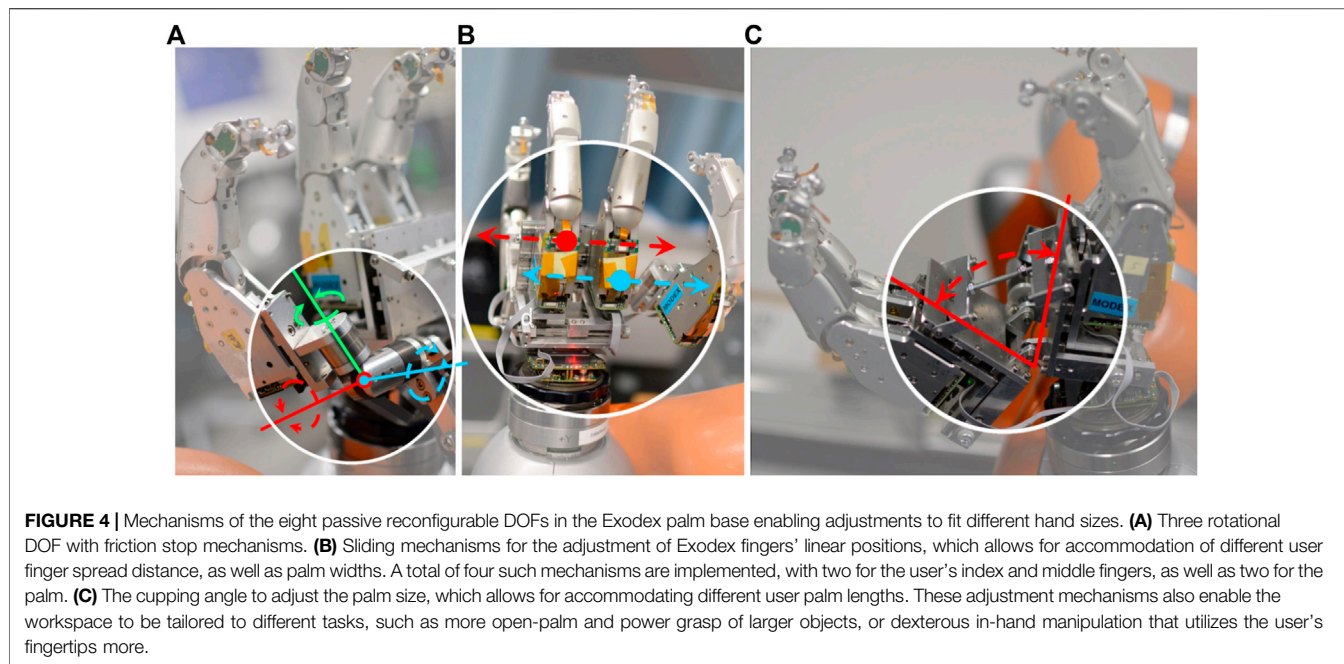 A
B
C
MODEX
MODEX
+Y
FIGURE 4 | Mechanisms of the eight passive reconfigurable DOFs in the Exodex palm base enabling adjustments to fit different hand sizes. (A) Three rotational
DOF with friction stop mechanisms. (B) Sliding mechanisms for the adjustment of Exodex fingers' linear positions, which allows for accommodation of different user
finger spread distance, as well as palm widths. A total of four such mechanisms are implemented, with two for the user's index and middle fingers, as well as two for the
palm. (C) The cupping angle to adjust the palm size, which allows for accommodating different user palm lengths. These adjustment mechanisms also enable the
workspace to be tailored to different tasks, such as more open-palm and power grasp of larger objects, or dexterous in-hand manipulation that utilizes the user's
fingertips more.